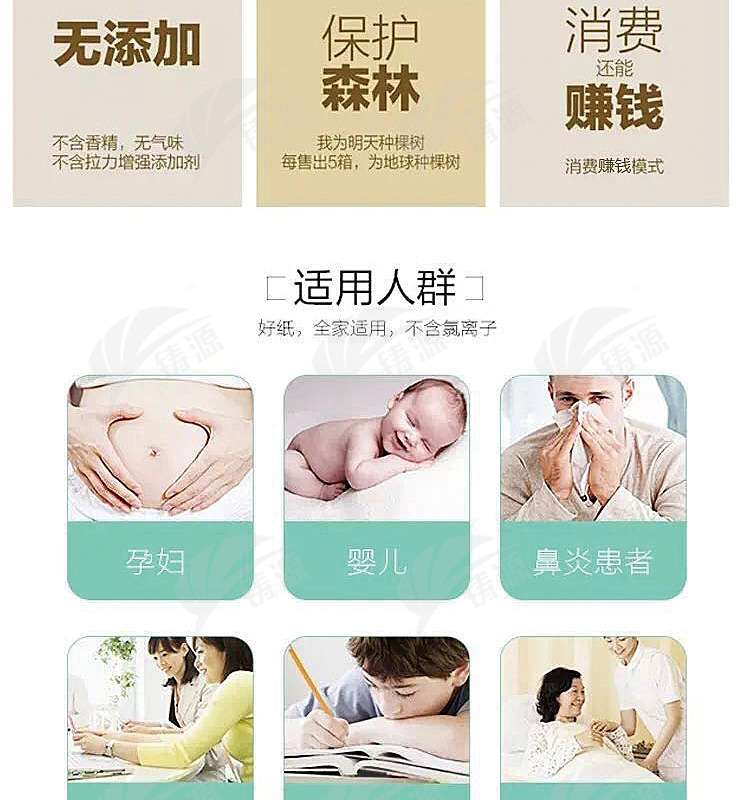 无添加
不含香精，无气味
不含拉力增强添加剂
保护
森林
我为明天种棵树
每售出5箱，为地球种棵树
消费
还能
赚钱
消费赚钱模式
适用人群
好纸，全家适用，不含氯离子
孕妇
婴儿
鼻炎患者
铸源